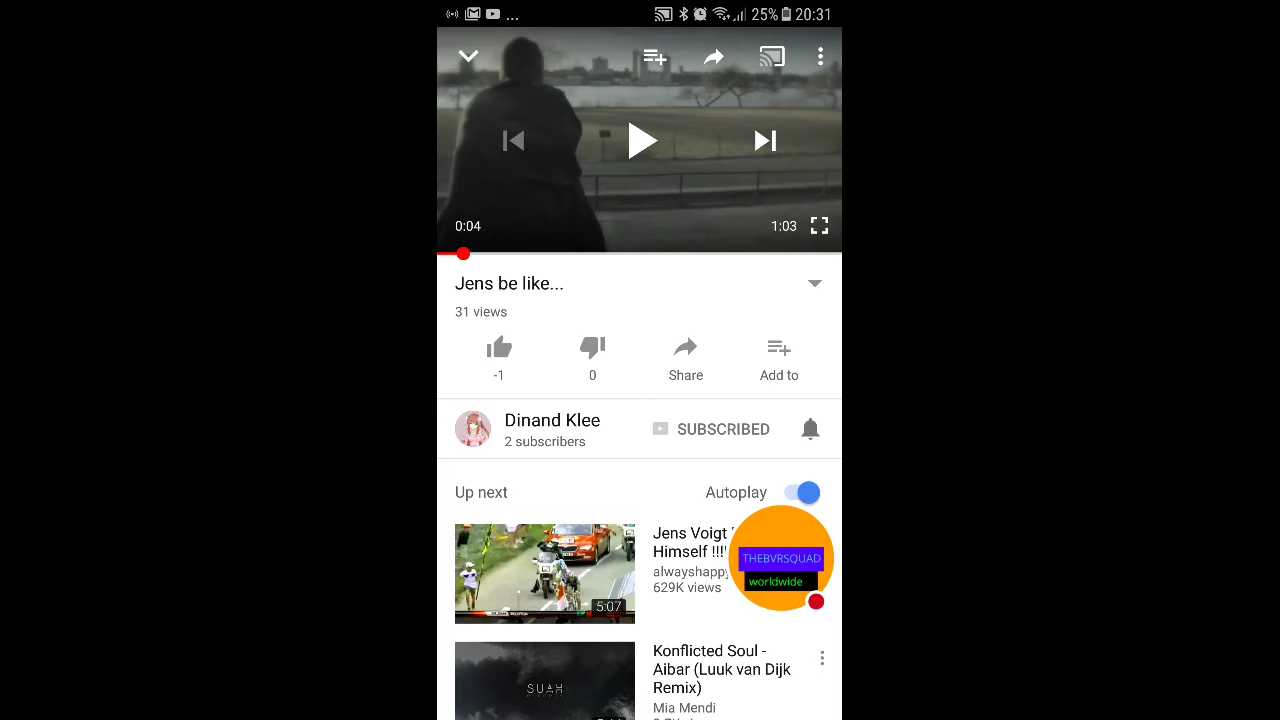 ... 25% 20:31
0:04 1:03
Jens be like...
31 views
-1 0 Share Add to
Dinand Klee SUBSCRIBED
2 subscribers
Up next Autoplay
Jens Voigt
Himself !!!'
alwayshappy
629K views
5:07
THEBVRSQUAD
worldwide
Konflicted Soul -
Aibar (Luuk van Dijk
Remix)
Mia Mendi
SUAH